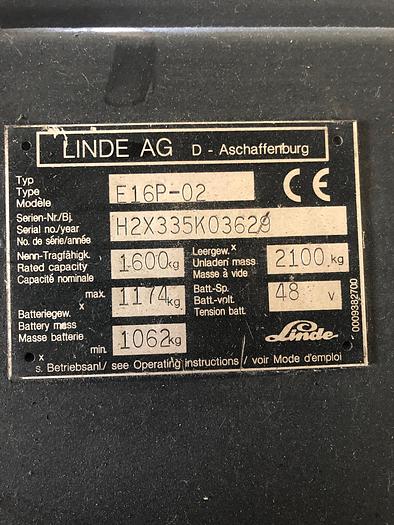 LINDE AG D - Aschaffenburg
Typ
Type
Modèle
E16P-02
CE
Serien-Nr./Bj.
Serial no./year
No. de série/année
H2X335K03629
Nenn-Tragfähigk.
Rated capacity
Capacité nominale
1600 kg
Leergew. x
Unladen mass
Masse à vide
2100 kg
Batteriegew.
Battery mess
Masse batterie
x
max. 1174 kg
min. 1062 kg
Batt-Sp.
Batt-volt.
Tension batt.
48 V
Linde
0009382700
x s. Betriebsanl./ see Operating instructions / voir Mode d'emploi